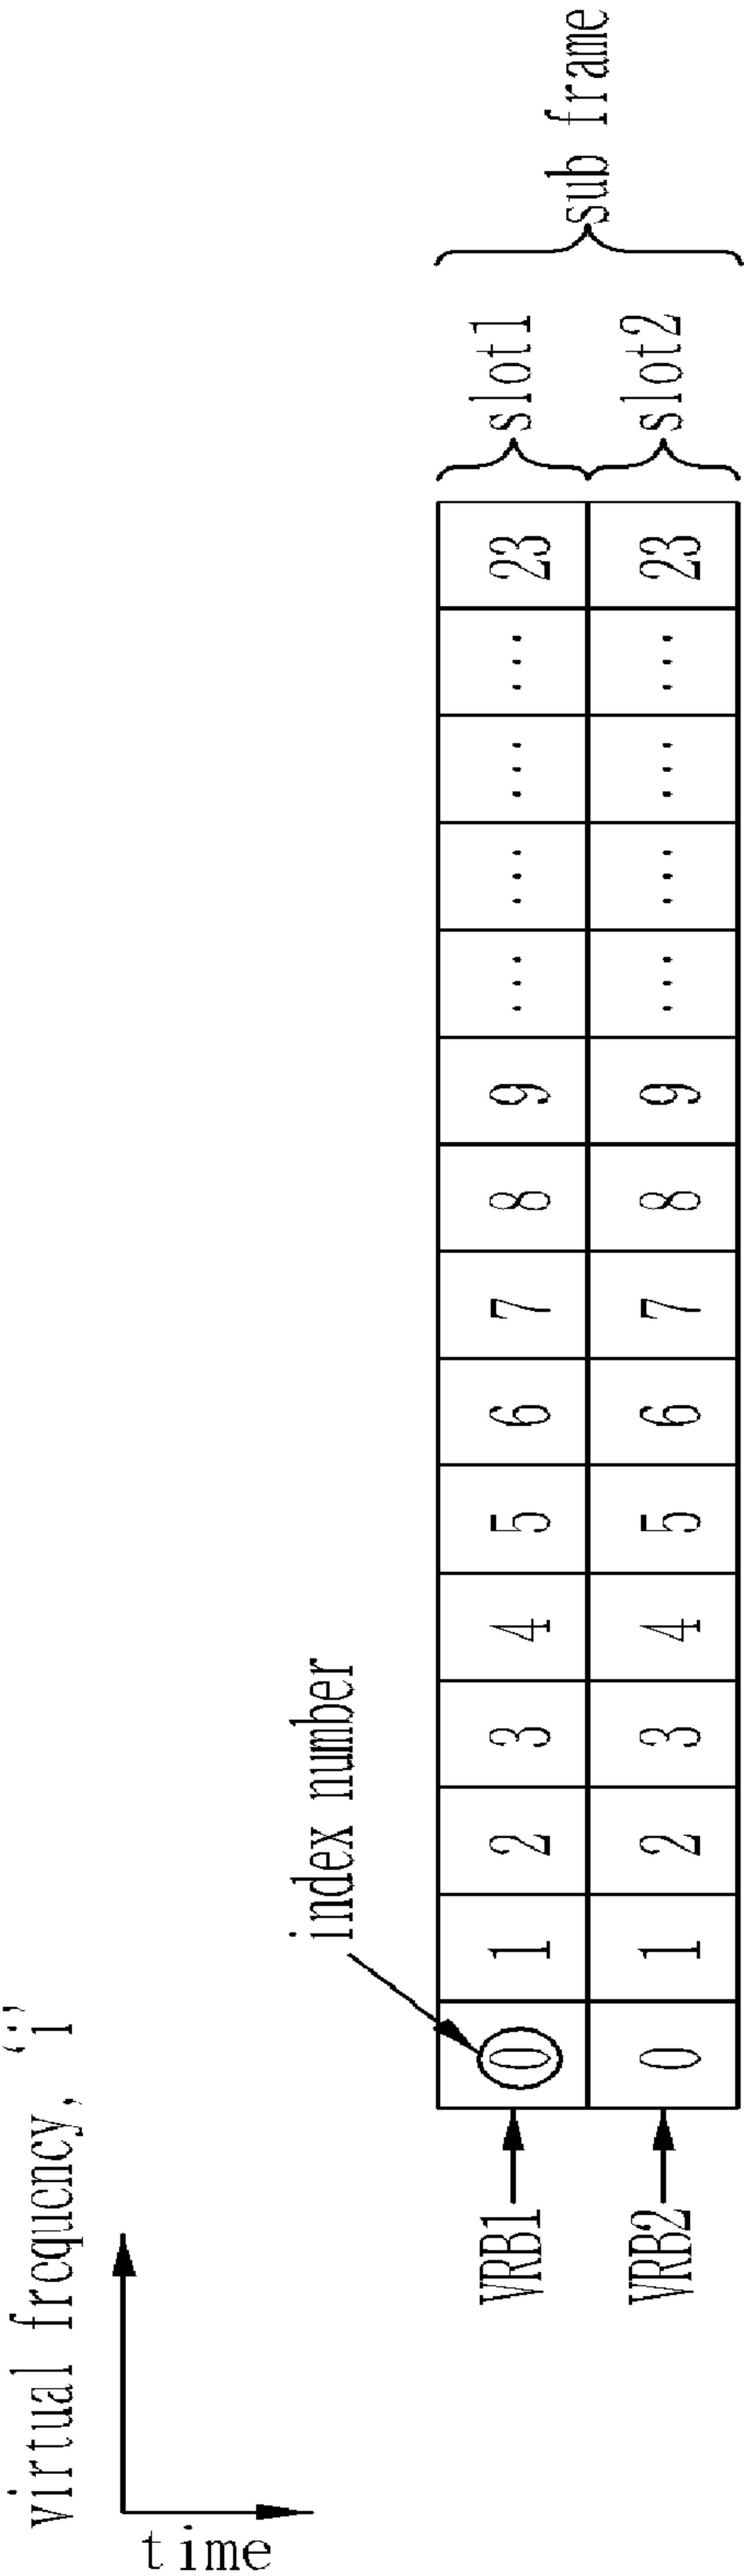 virtual frequency, ‘i’
time
index number
VRB1 0 1 2 3 4 5 6 7 8 9 ... ... ... ... 23 slot1
VRB2 0 1 2 3 4 5 6 7 8 9 ... ... ... ... 23 slot2
sub frame